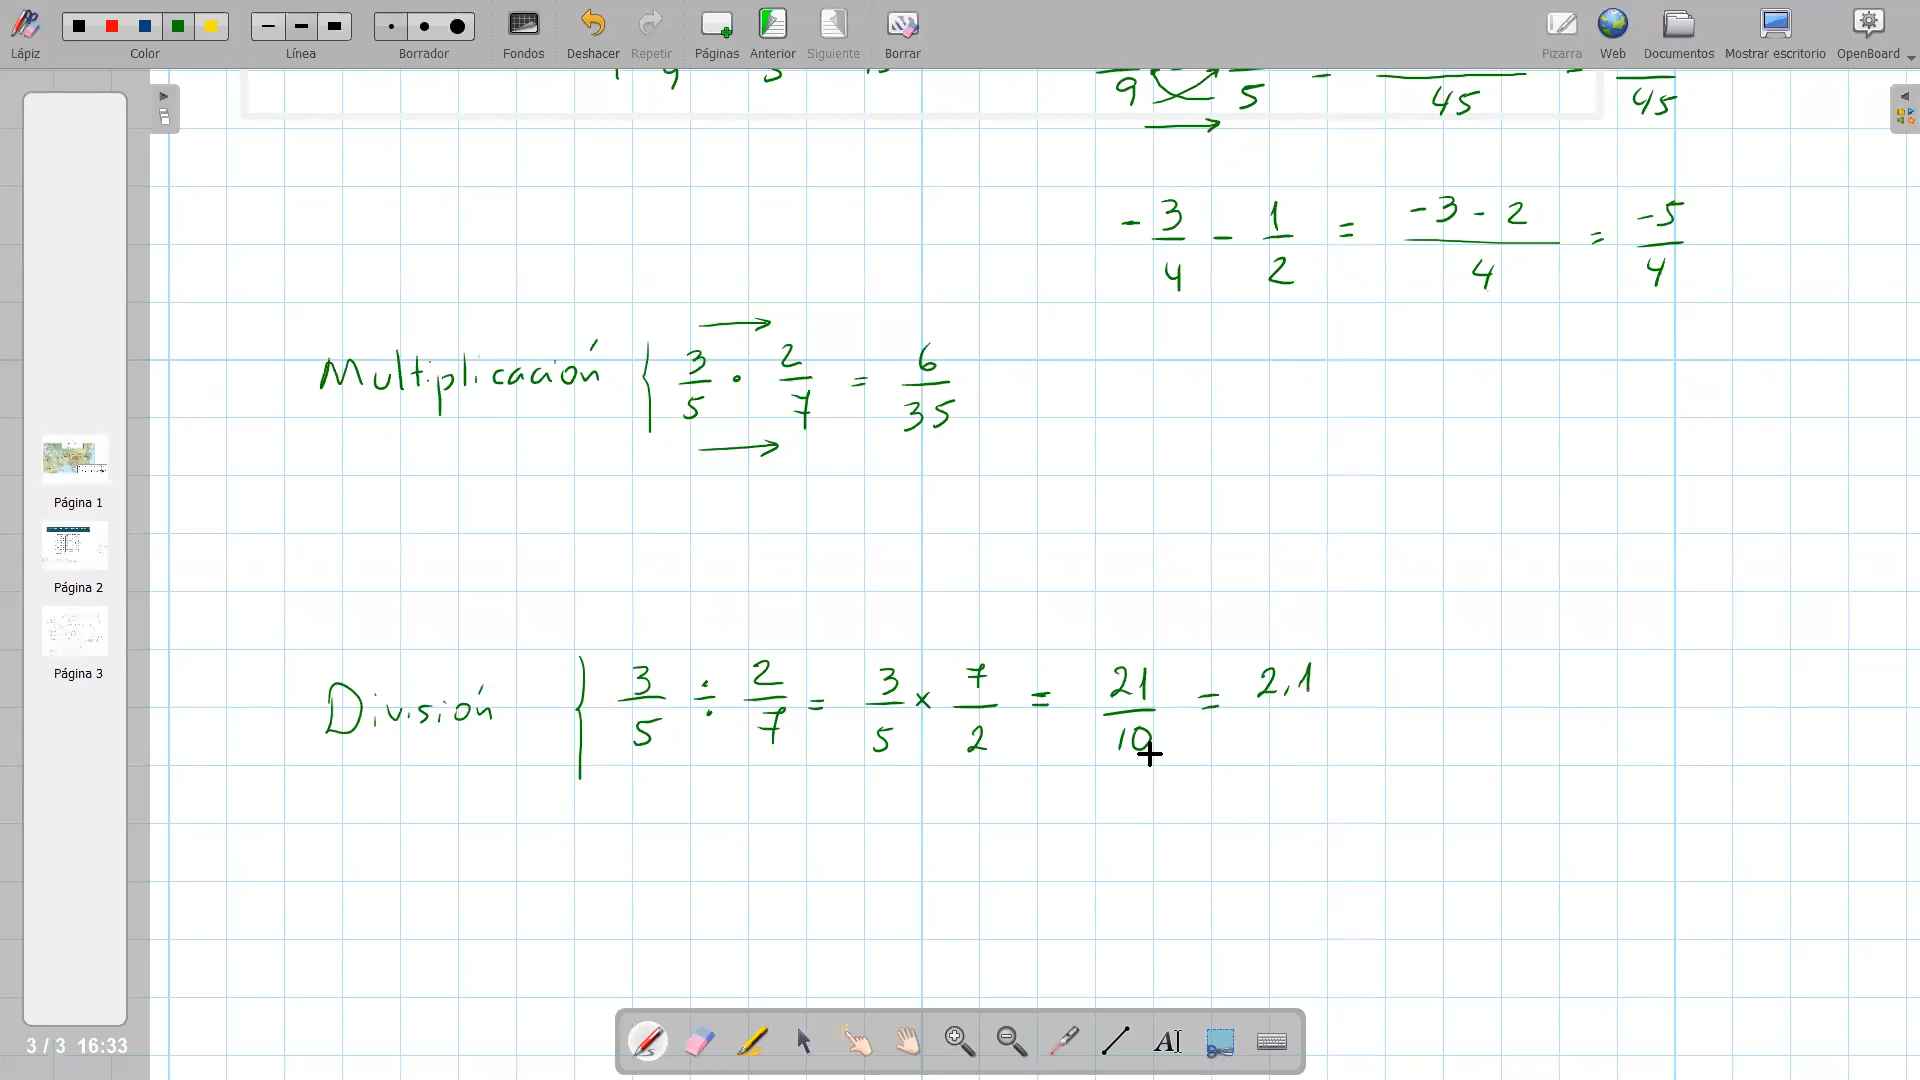 Lápiz Color Línea Borrador Fondos Deshacer Repetir Páginas Anterior Siguiente Borrar Pizarra Web Documentos Mostrar escritorio OpenBoard
9 5 = 45 = 45
- 3/4 - 1/2 = -3 - 2 / 4 = -5/4
Multiplicación { 3/5 · 2/7 = 6/35
Página 1
Página 2
Página 3
División { 3/5 ÷ 2/7 = 3/5 × 7/2 = 21/10 = 2,1
3 / 3 16:33
AI